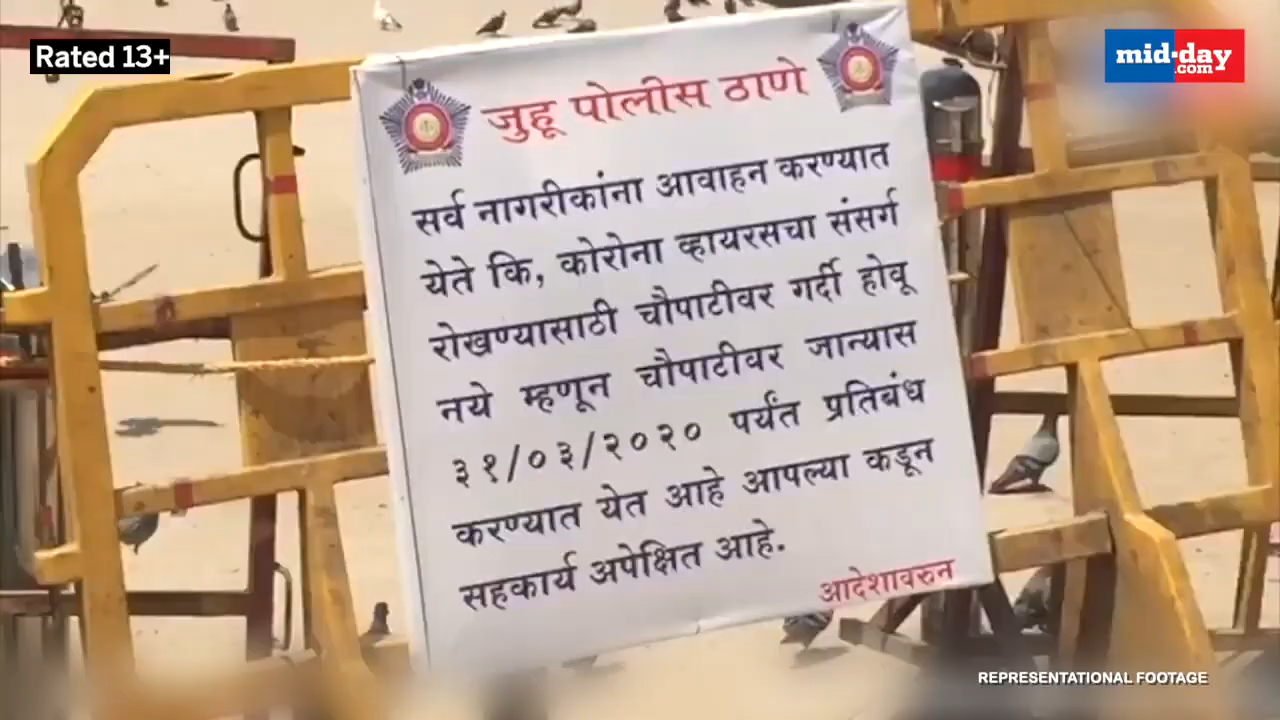 Rated 13+
mid-day
.com
जुहू पोलीस ठाणे
सर्व नागरीकांना आवाहन करण्यात
येते कि, कोरोना व्हायरसचा संसर्ग
रोखण्यासाठी चौपाटीवर गर्दी होवू
नये म्हणून चौपाटीवर जान्यास
३१/०३/२०२० पर्यंत प्रतिबंध
करण्यात येत आहे आपल्या कडून
सहकार्य अपेक्षित आहे.
आदेशावरुन
REPRESENTATIONAL FOOTAGE